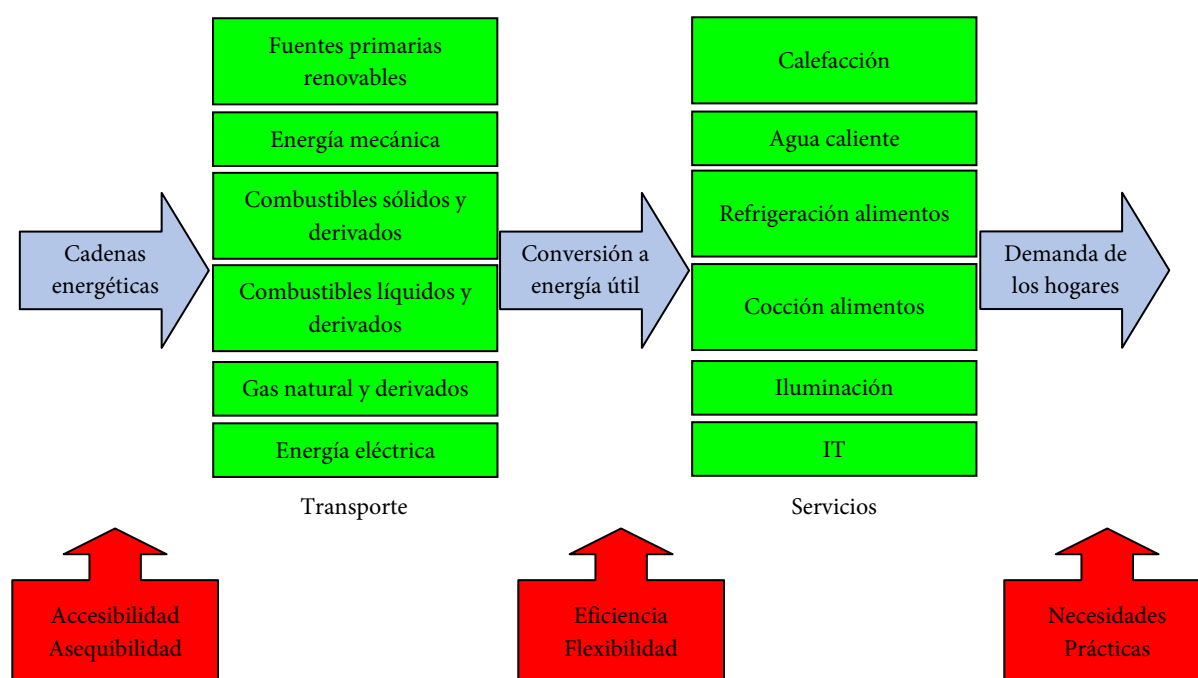 Cadenas
energéticas
Fuentes primarias
renovables
Energía mecánica
Combustibles sólidos y
derivados
Combustibles líquidos y
derivados
Gas natural y derivados
Energía eléctrica
Transporte
Conversión a
energía útil
Calefacción
Agua caliente
Refrigeración alimentos
Cocción alimentos
Iluminación
IT
Servicios
Demanda de
los hogares
Accesibilidad
Asequibilidad
Eficiencia
Flexibilidad
Necesidades
Prácticas